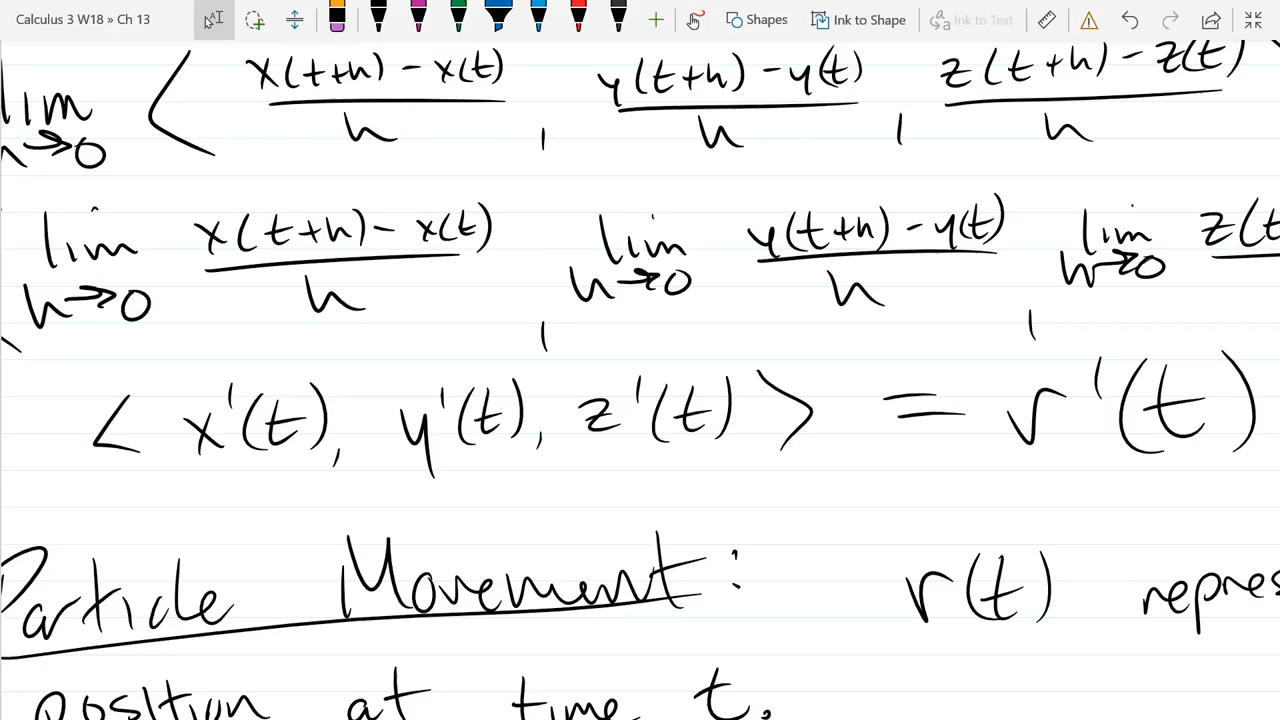 Calculus 3 W18 » Ch 13
Shapes Ink to Shape Ink to Text
lim h→0 < x(t+h) - x(t) / h , y(t+h) - y(t) / h , z(t+h) - z(t) / h
lim h→0 x(t+h) - x(t) / h , lim h→0 y(t+h) - y(t) / h , lim h→0 z(t
< x'(t), y'(t), z'(t) > = r'(t)
Particle Movement: r(t) repres
position at time t.